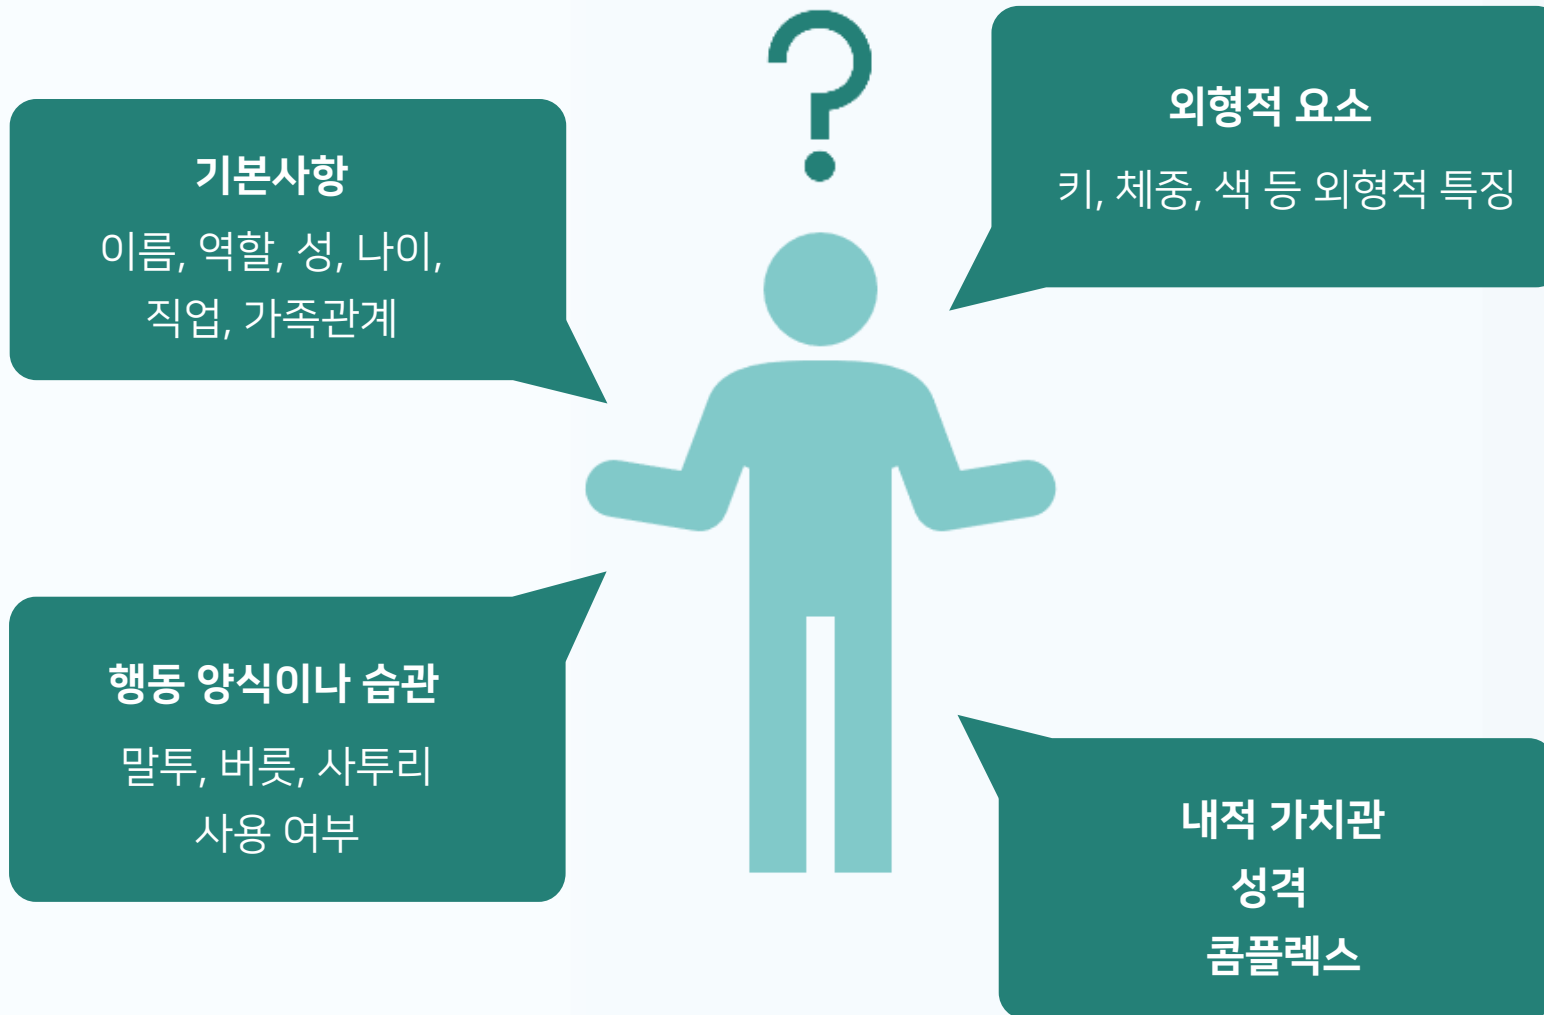 ?
기본사항
이름, 역할, 성, 나이,
직업, 가족관계
외형적 요소
키, 체중, 색 등 외형적 특징
행동 양식이나 습관
말투, 버릇, 사투리
사용 여부
내적 가치관
성격
콤플렉스